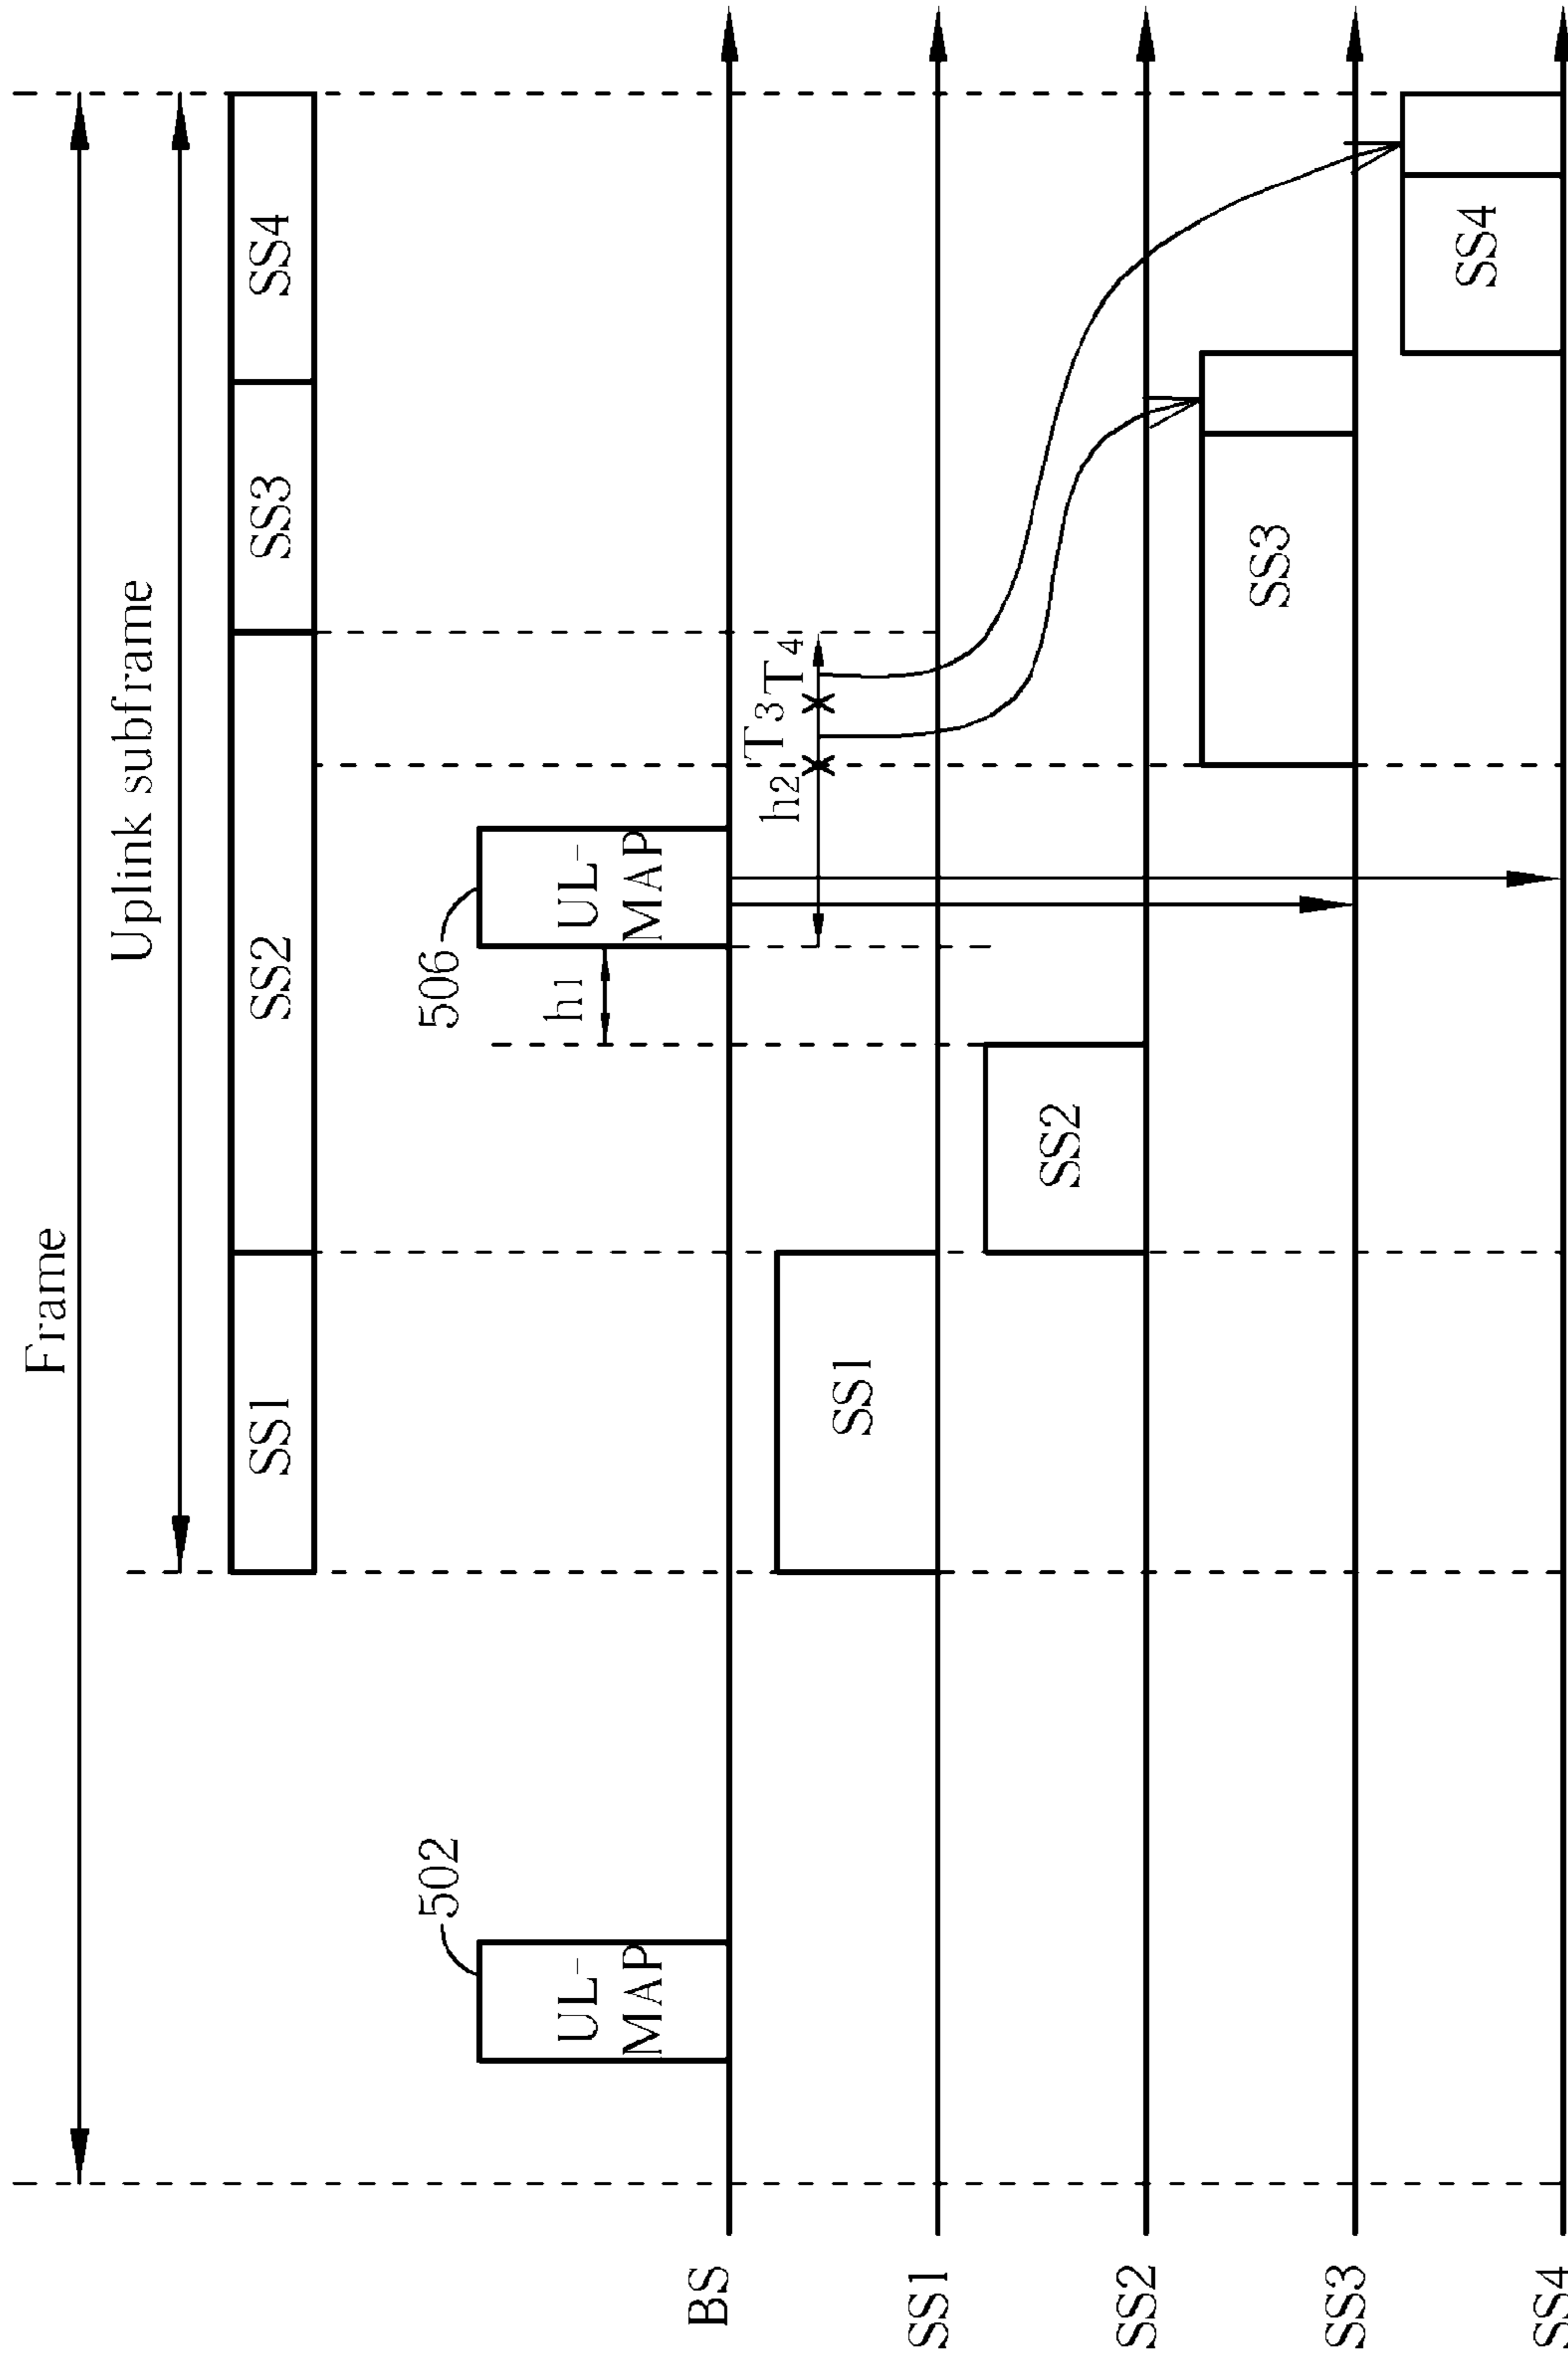 Frame
Uplink subframe
SS1
SS2
SS3
SS4
502
506
UL-
MAP
UL-
MAP
h1
h2
T3
T4
BS
SS1
SS1
SS2
SS2
SS3
SS3
SS4
SS4